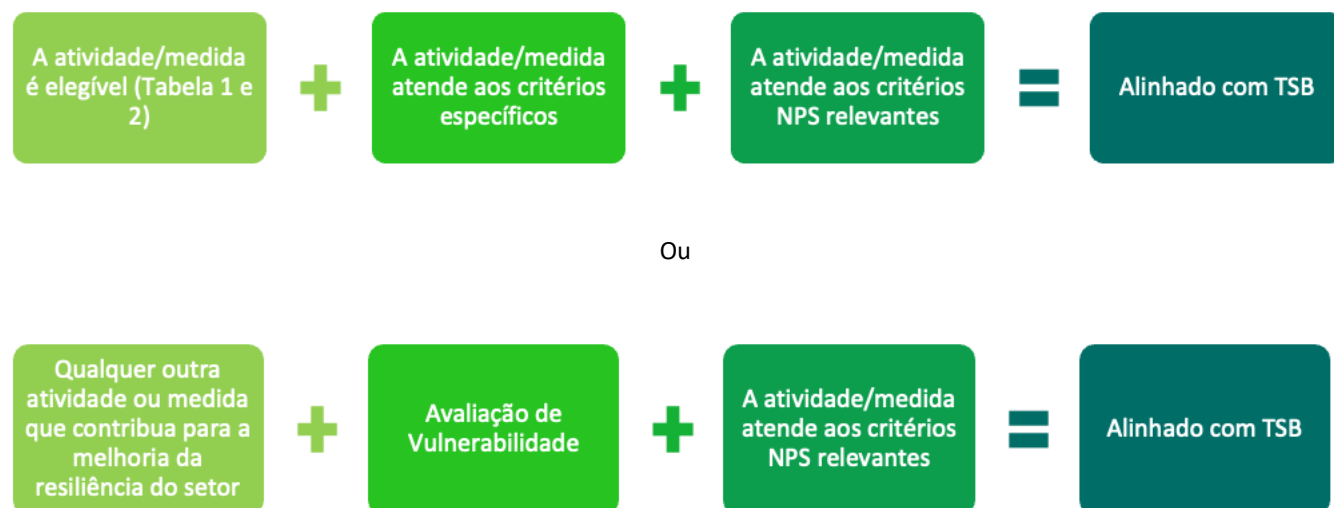 A atividade/medida
é elegível (Tabela 1 e
2)
A atividade/medida
atende aos critérios
específicos
A atividade/medida
atende aos critérios
NPS relevantes
Alinhado com TSB
Ou
Qualquer outra
atividade ou medida
que contribua para a
melhoria da
resiliência do setor
Avaliação de
Vulnerabilidade
A atividade/medida
atende aos critérios
NPS relevantes
Alinhado com TSB